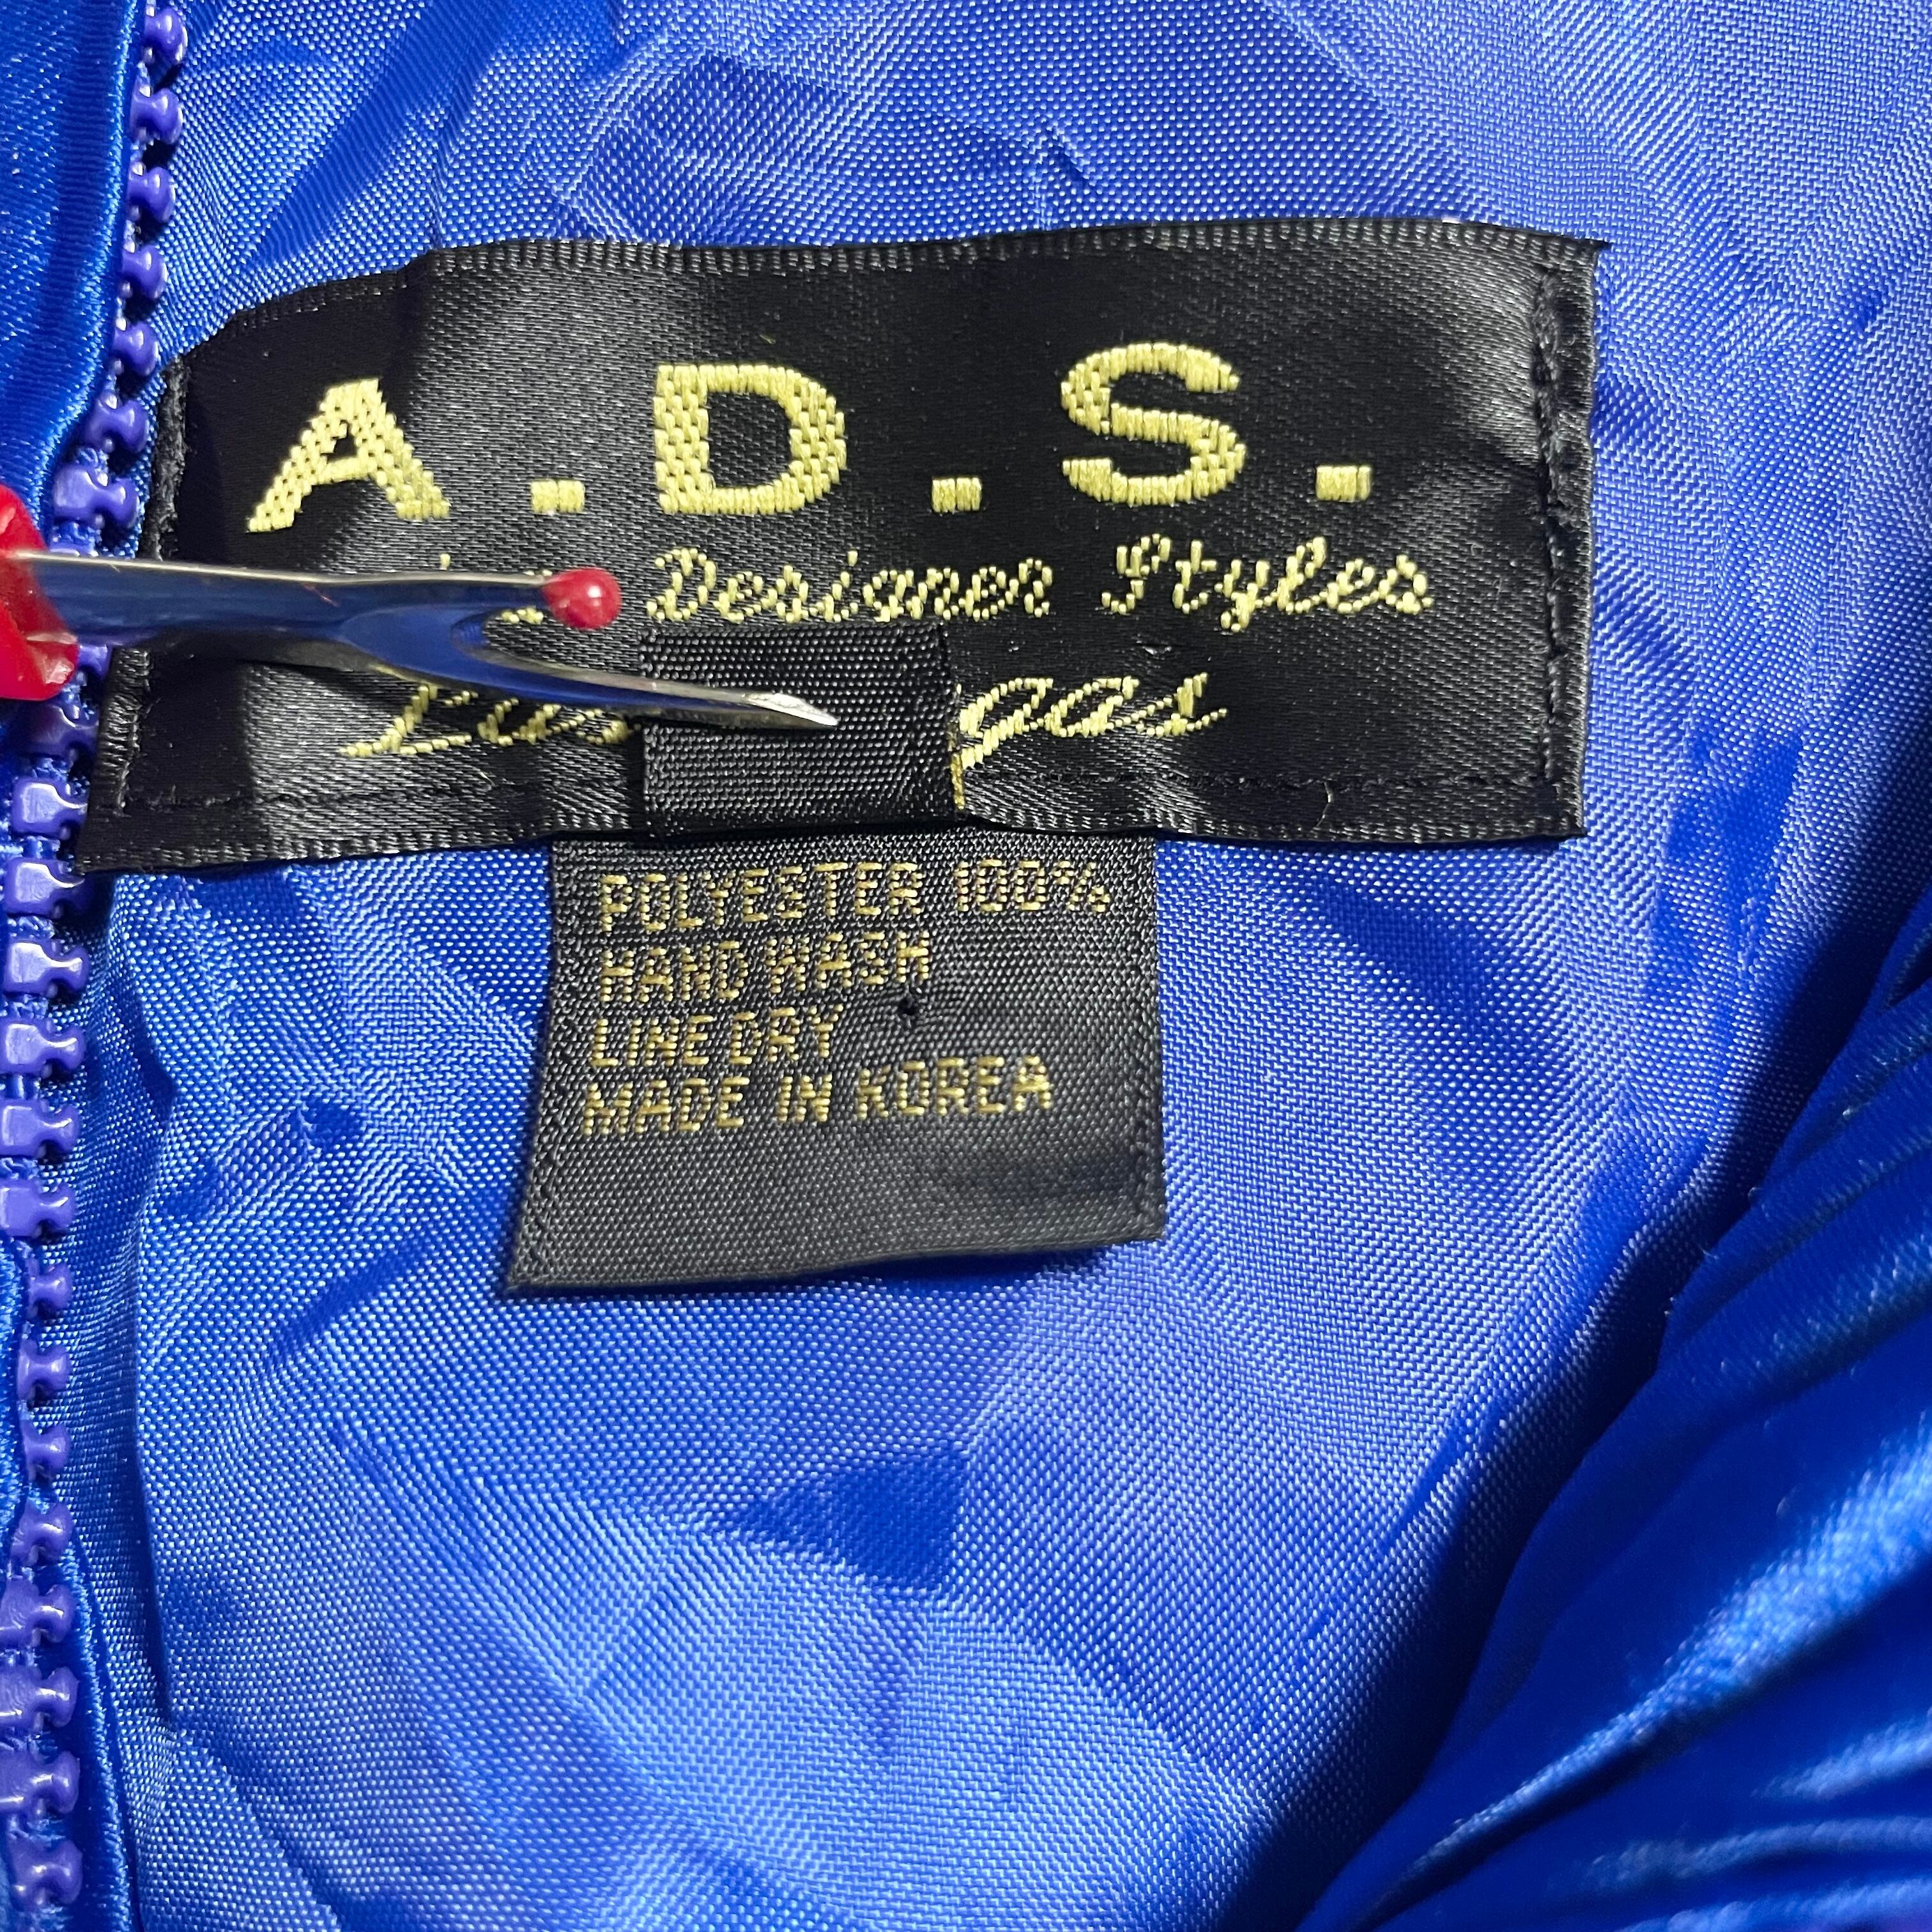 A.D.S.
Designer Styles
POLYESTER 100%
HAND WASH
LINE DRY
MADE IN KOREA